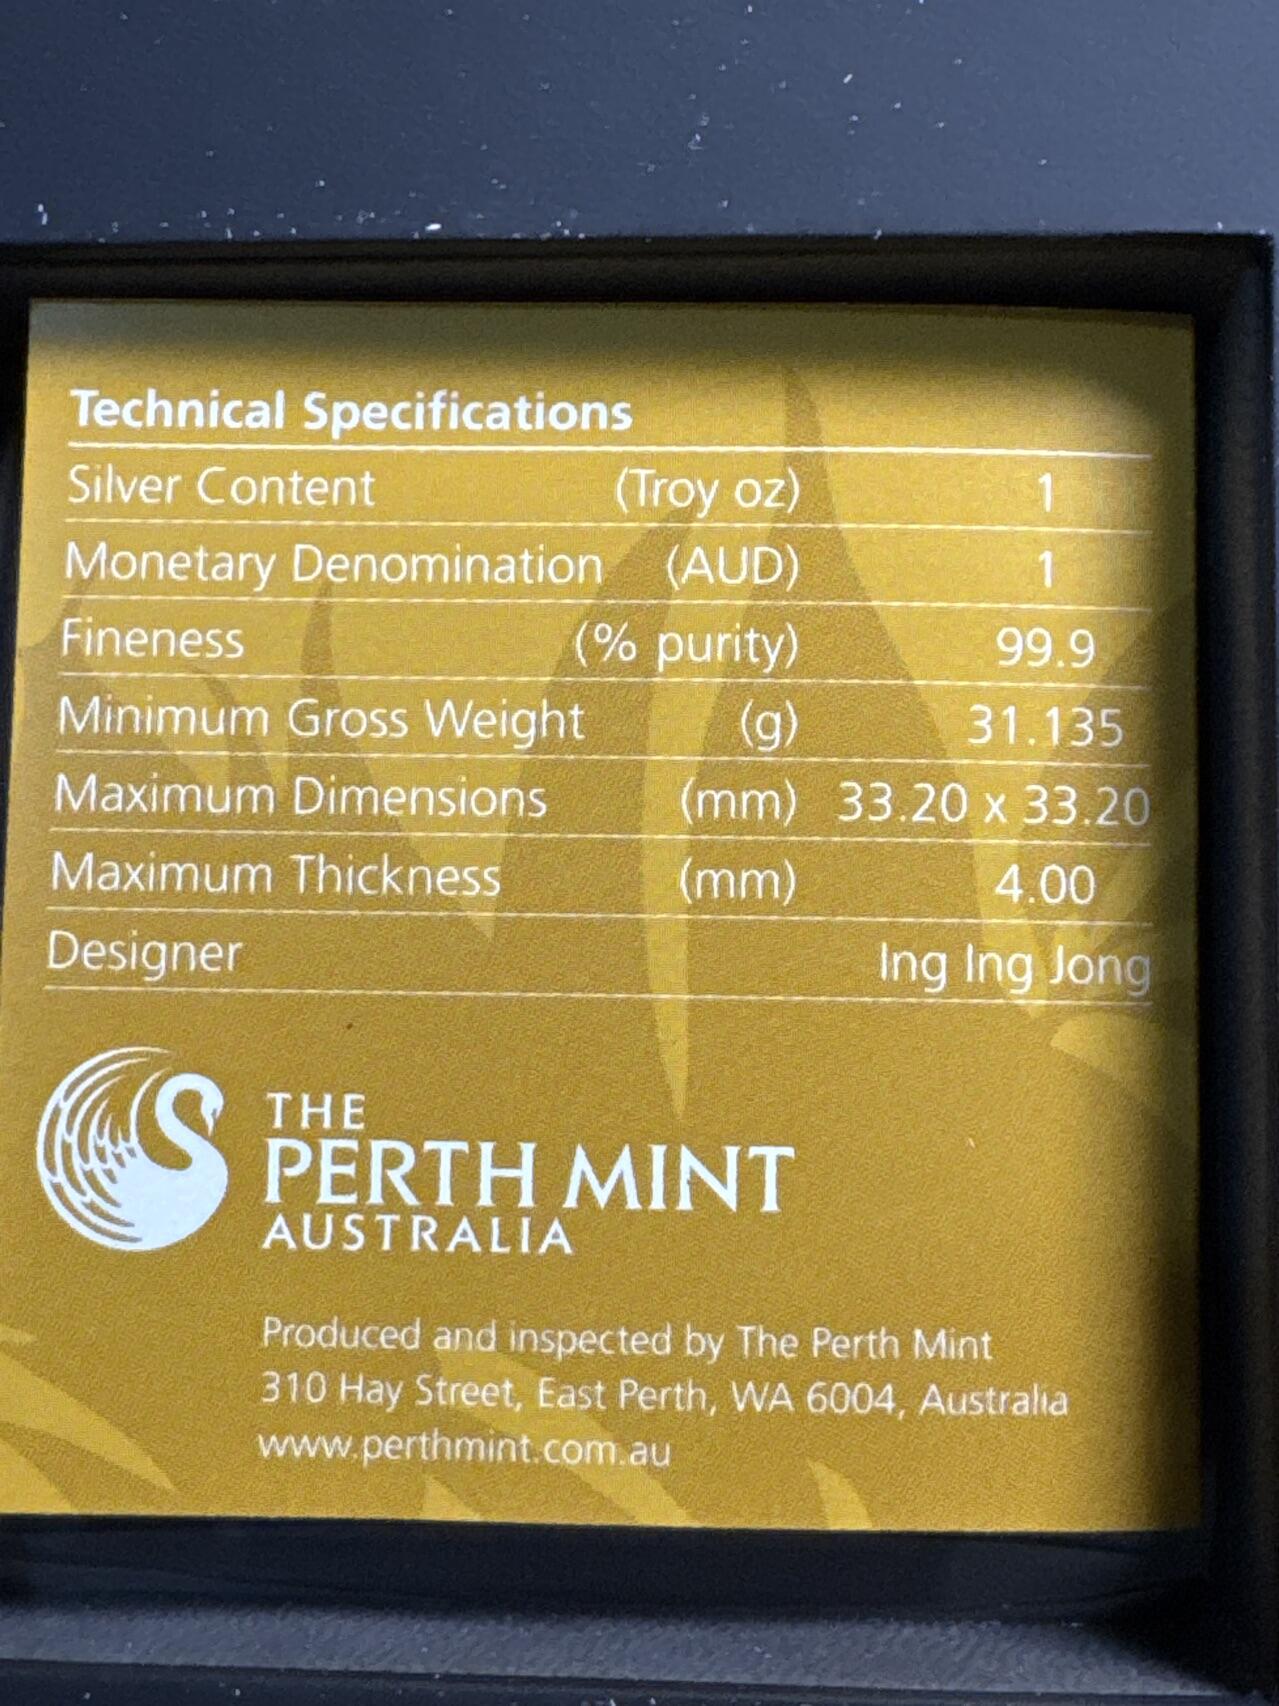 Technical Specifications
Silver Content (Troy oz) 1
Monetary Denomination (AUD) 1
Fineness (% purity) 99.9
Minimum Gross Weight (g) 31.135
Maximum Dimensions (mm) 33.20 x 33.20
Maximum Thickness (mm) 4.00
Designer Ing Ing Jong
THE
PERTH MINT
AUSTRALIA
Produced and inspected by The Perth Mint
310 Hay Street, East Perth, WA 6004, Australia
www.perthmint.com.au